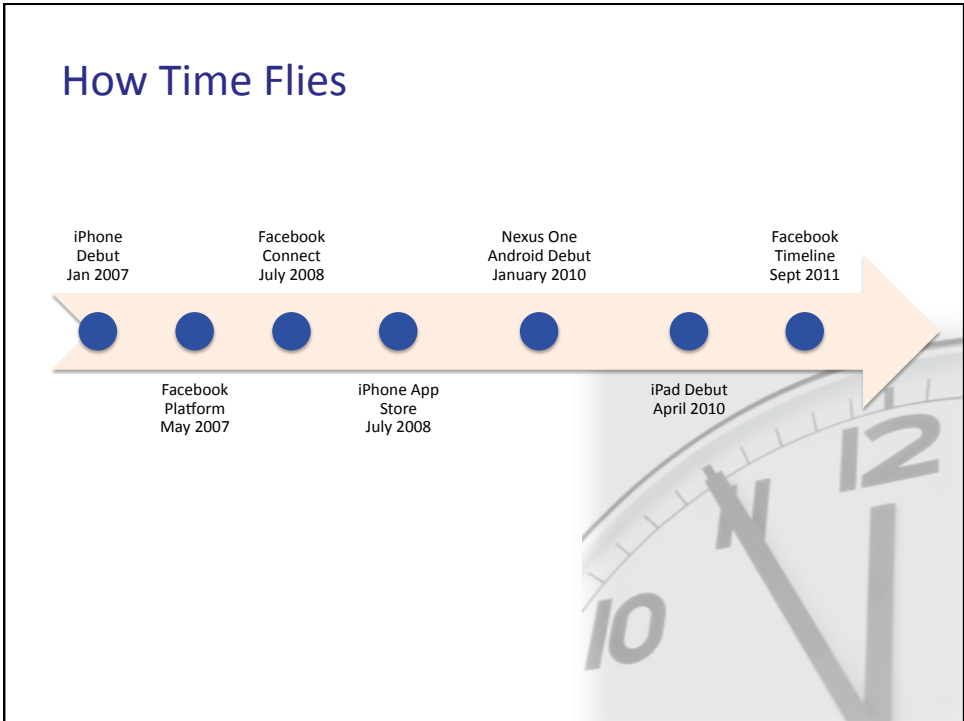 How Time Flies
iPhone
Debut
Jan 2007
Facebook
Platform
May 2007
Facebook
Connect
July 2008
iPhone App
Store
July 2008
Nexus One
Android Debut
January 2010
iPad Debut
April 2010
Facebook
Timeline
Sept 2011
12
11
10